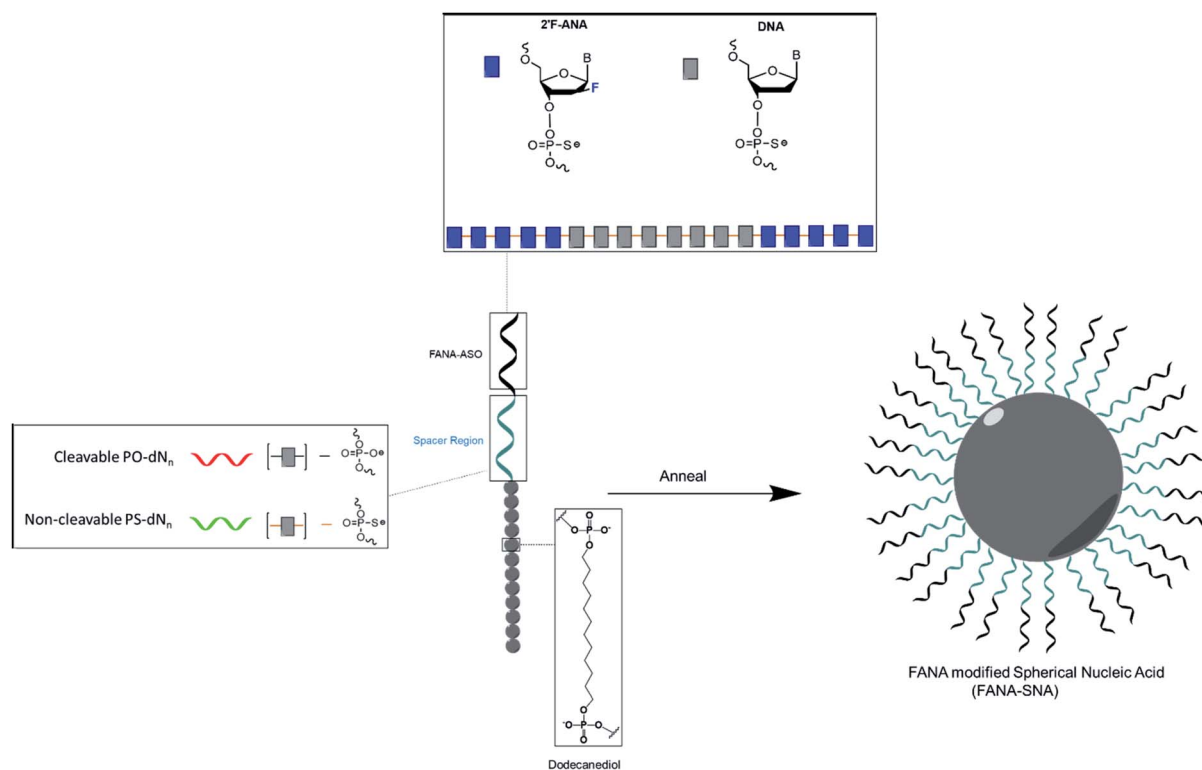 2'F-ANA
DNA
B
O
O
F
O
O
O=P-S⊖
O
B
O
O
O
O
O=P-S⊖
O
FANA-ASO
Spacer Region
Cleavable PO-dNₙ
O=P-O⊖
O
O
Non-cleavable PS-dNₙ
O=P-S⊖
O
O
Anneal
O
O-P-O⁻
O
O
⁻O-P-O
O
Dodecanediol
FANA modified Spherical Nucleic Acid
(FANA-SNA)